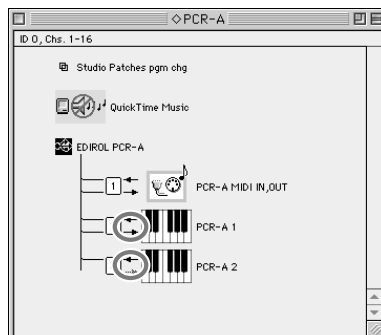 ◇PCR-A
ID 0, Chs. 1-16
Studio Patches pgm chg
QuickTime Music
EDIROL PCR-A
1
PCR-A MIDI IN,OUT
PCR-A 1
PCR-A 2